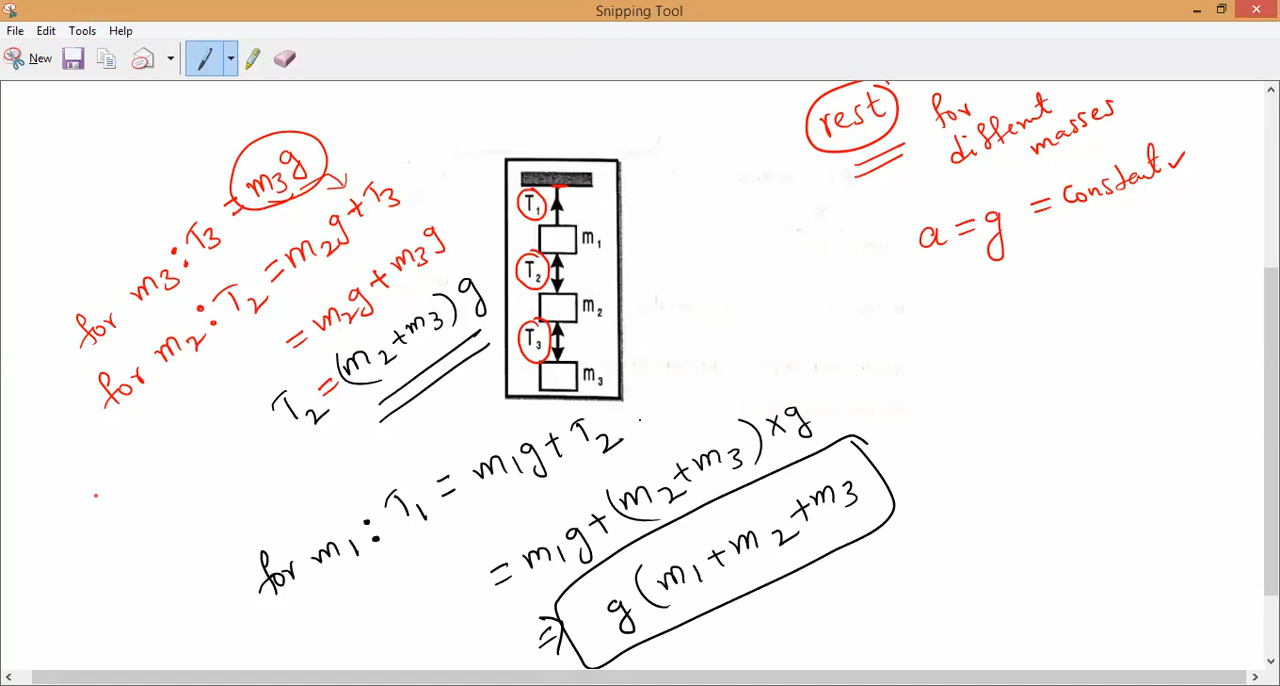 Snipping Tool
File Edit Tools Help
New
rest for different masses
a = g = constant ✓
for m3 : T3 = m3g
for m2 : T2 = m2g + T3
= m2g + m3g
T2 = (m2 + m3) g
T1
m1
T2
m2
T3
m3
for m1 : T1 = m1g + T2
= m1g + (m2 + m3) × g
⇒ g (m1 + m2 + m3